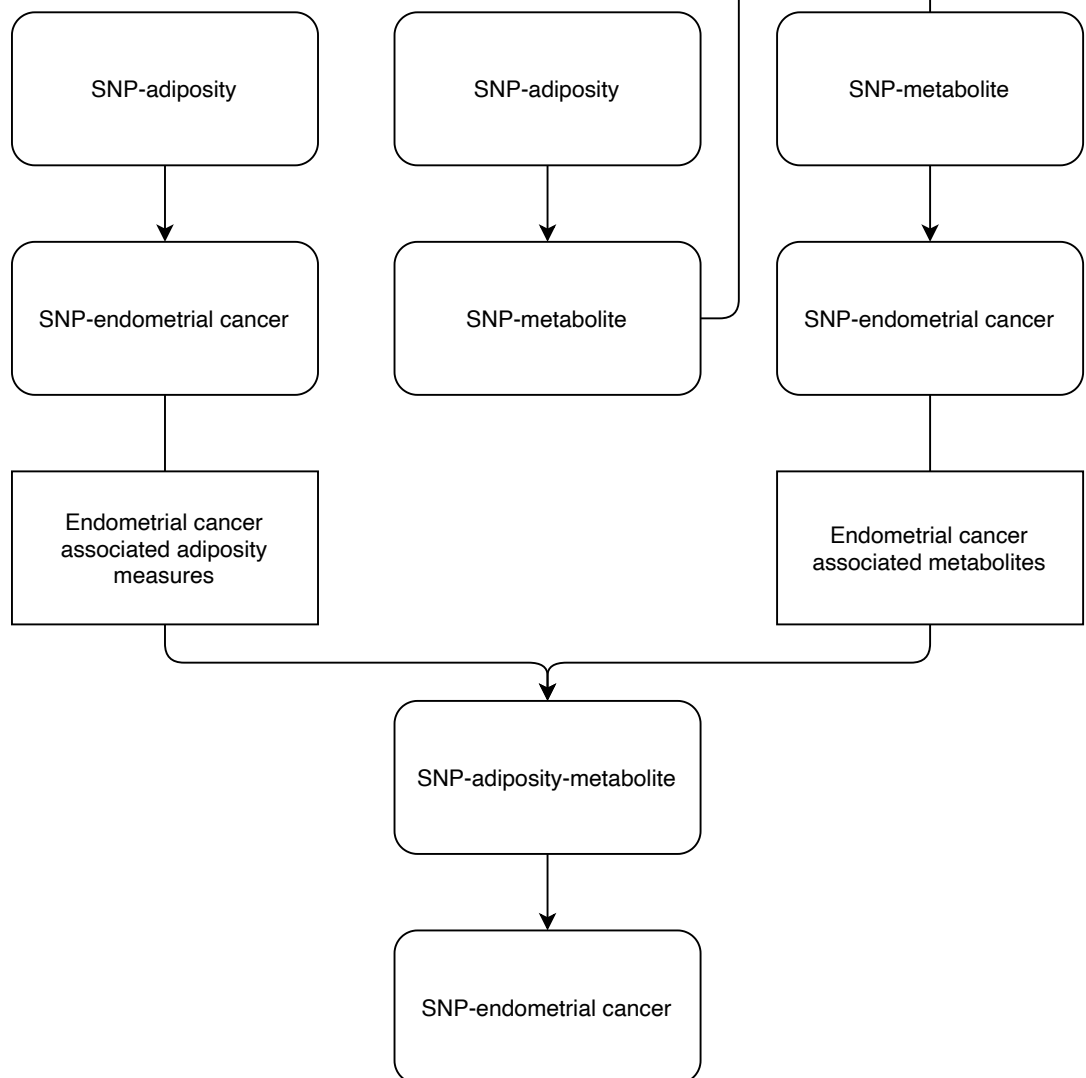 SNP-adiposity
SNP-adiposity
SNP-metabolite
SNP-endometrial cancer
SNP-metabolite
SNP-endometrial cancer
Endometrial cancer
associated adiposity
measures
Endometrial cancer
associated metabolites
SNP-adiposity-metabolite
SNP-endometrial cancer